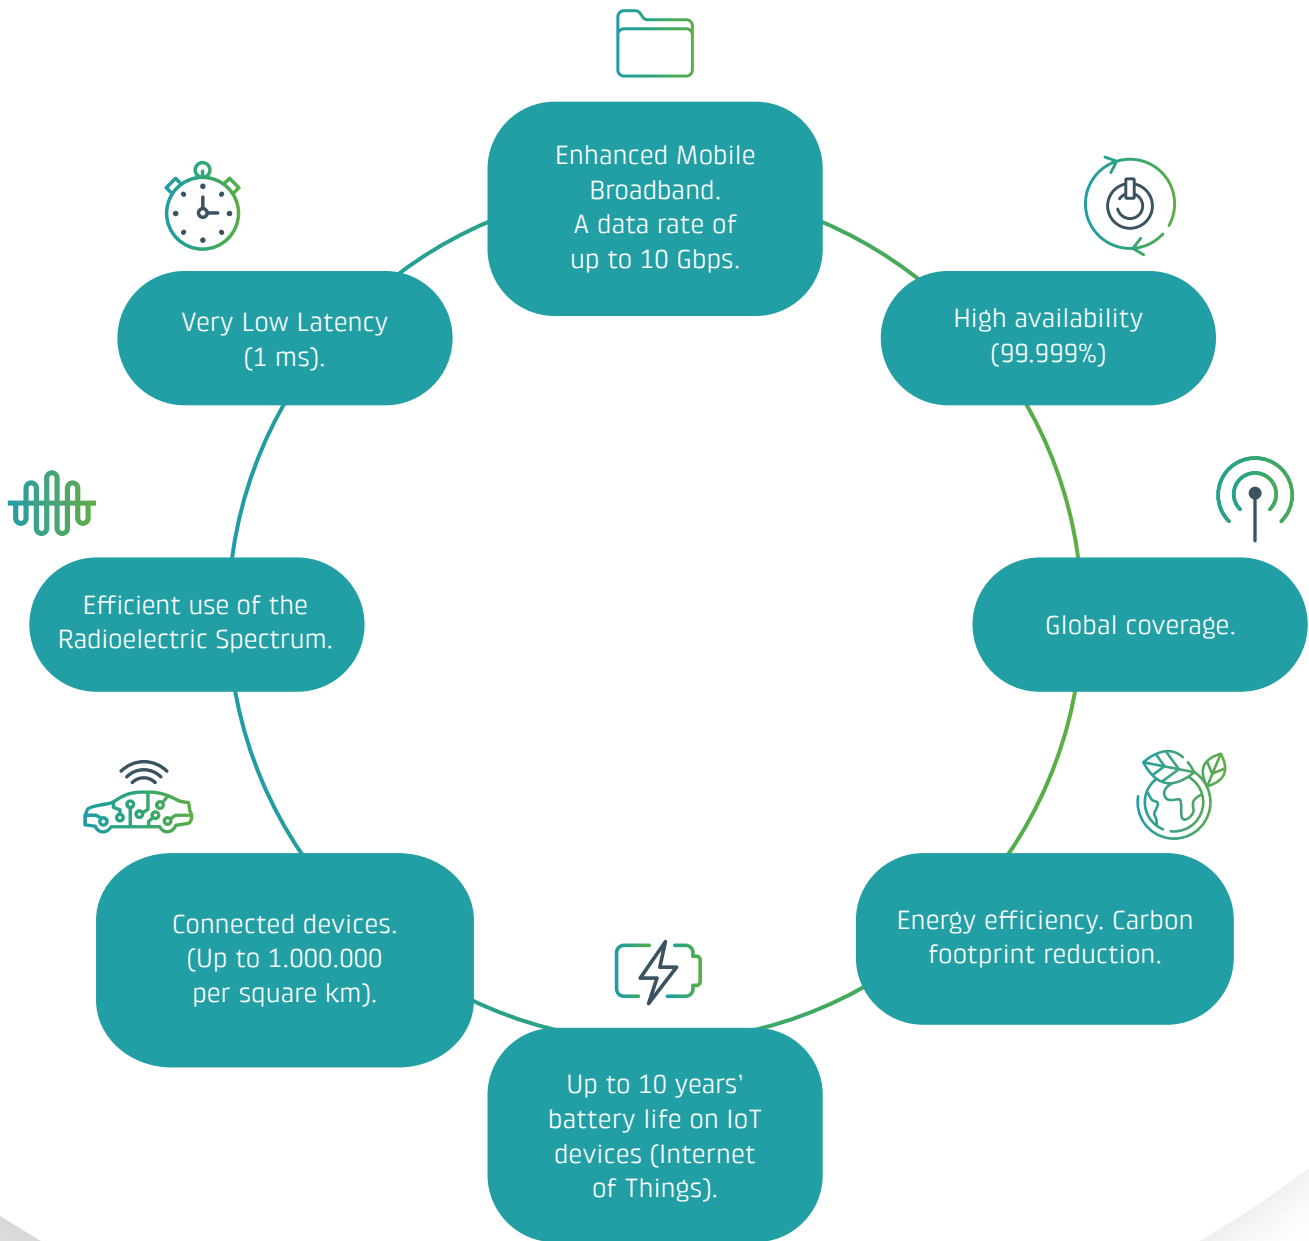 Enhanced Mobile
Broadband.
A data rate of
up to 10 Gbps.
High availability
(99.999%)
Global coverage.
Energy efficiency. Carbon
footprint reduction.
Up to 10 years'
battery life on IoT
devices (Internet
of Things).
Connected devices.
(Up to 1.000.000
per square km).
Efficient use of the
Radioelectric Spectrum.
Very Low Latency
(1 ms).